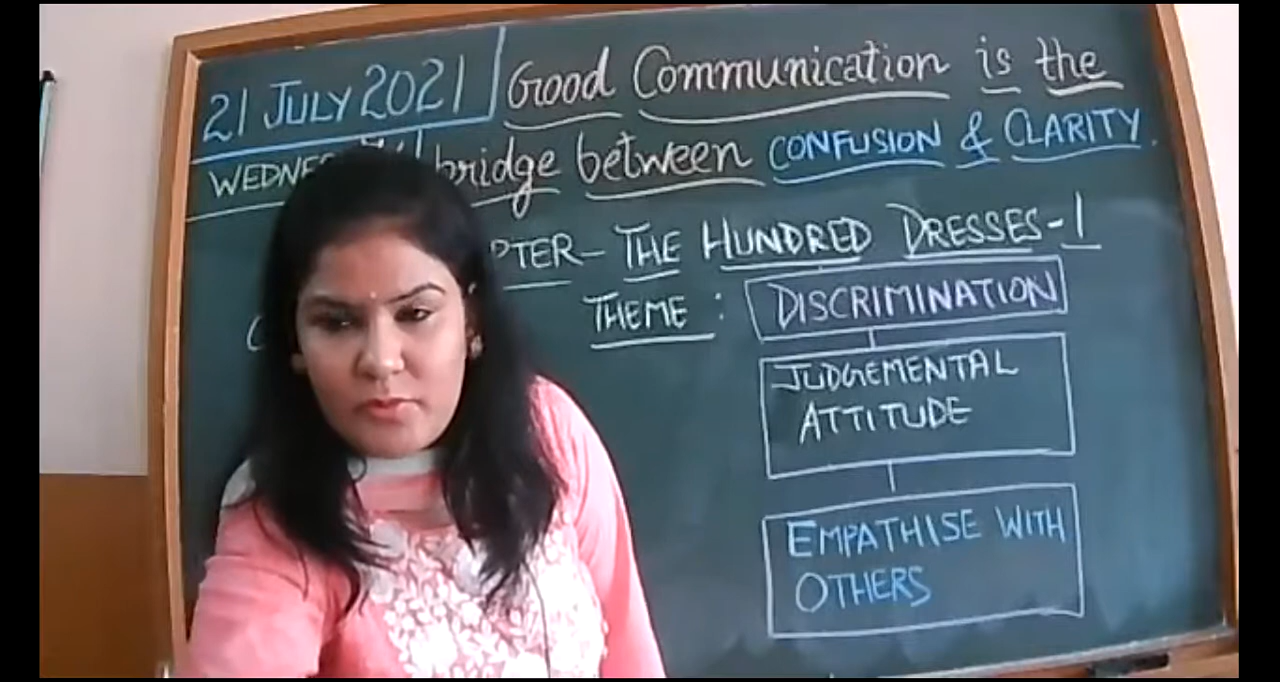 21 JULY 2021
Good Communication is the
bridge between CONFUSION & CLARITY.
THE HUNDRED DRESSES-1
THEME : DISCRIMINATION
JUDGEMENTAL
ATTITUDE
EMPATHISE WITH
OTHERS